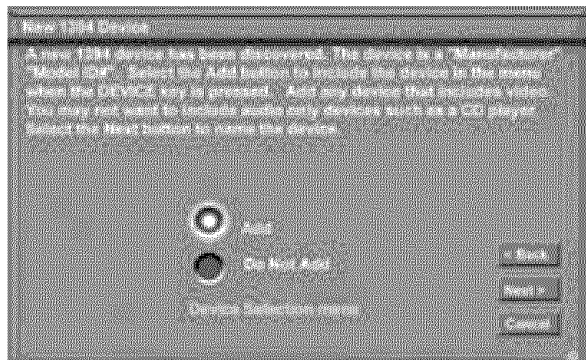 New 1394 Device
A new 1394 device has been discovered. The device is a "Manufacturer"
"Model ID#". Select the Add button to include the device in the menu
when the DEVICE key is pressed. Add any device that includes video.
You may not want to include audio only devices such as a CD player.
Select the Next button to name the device.
Add
Do Not Add
Device Selection menu
< Back
Next >
Cancel